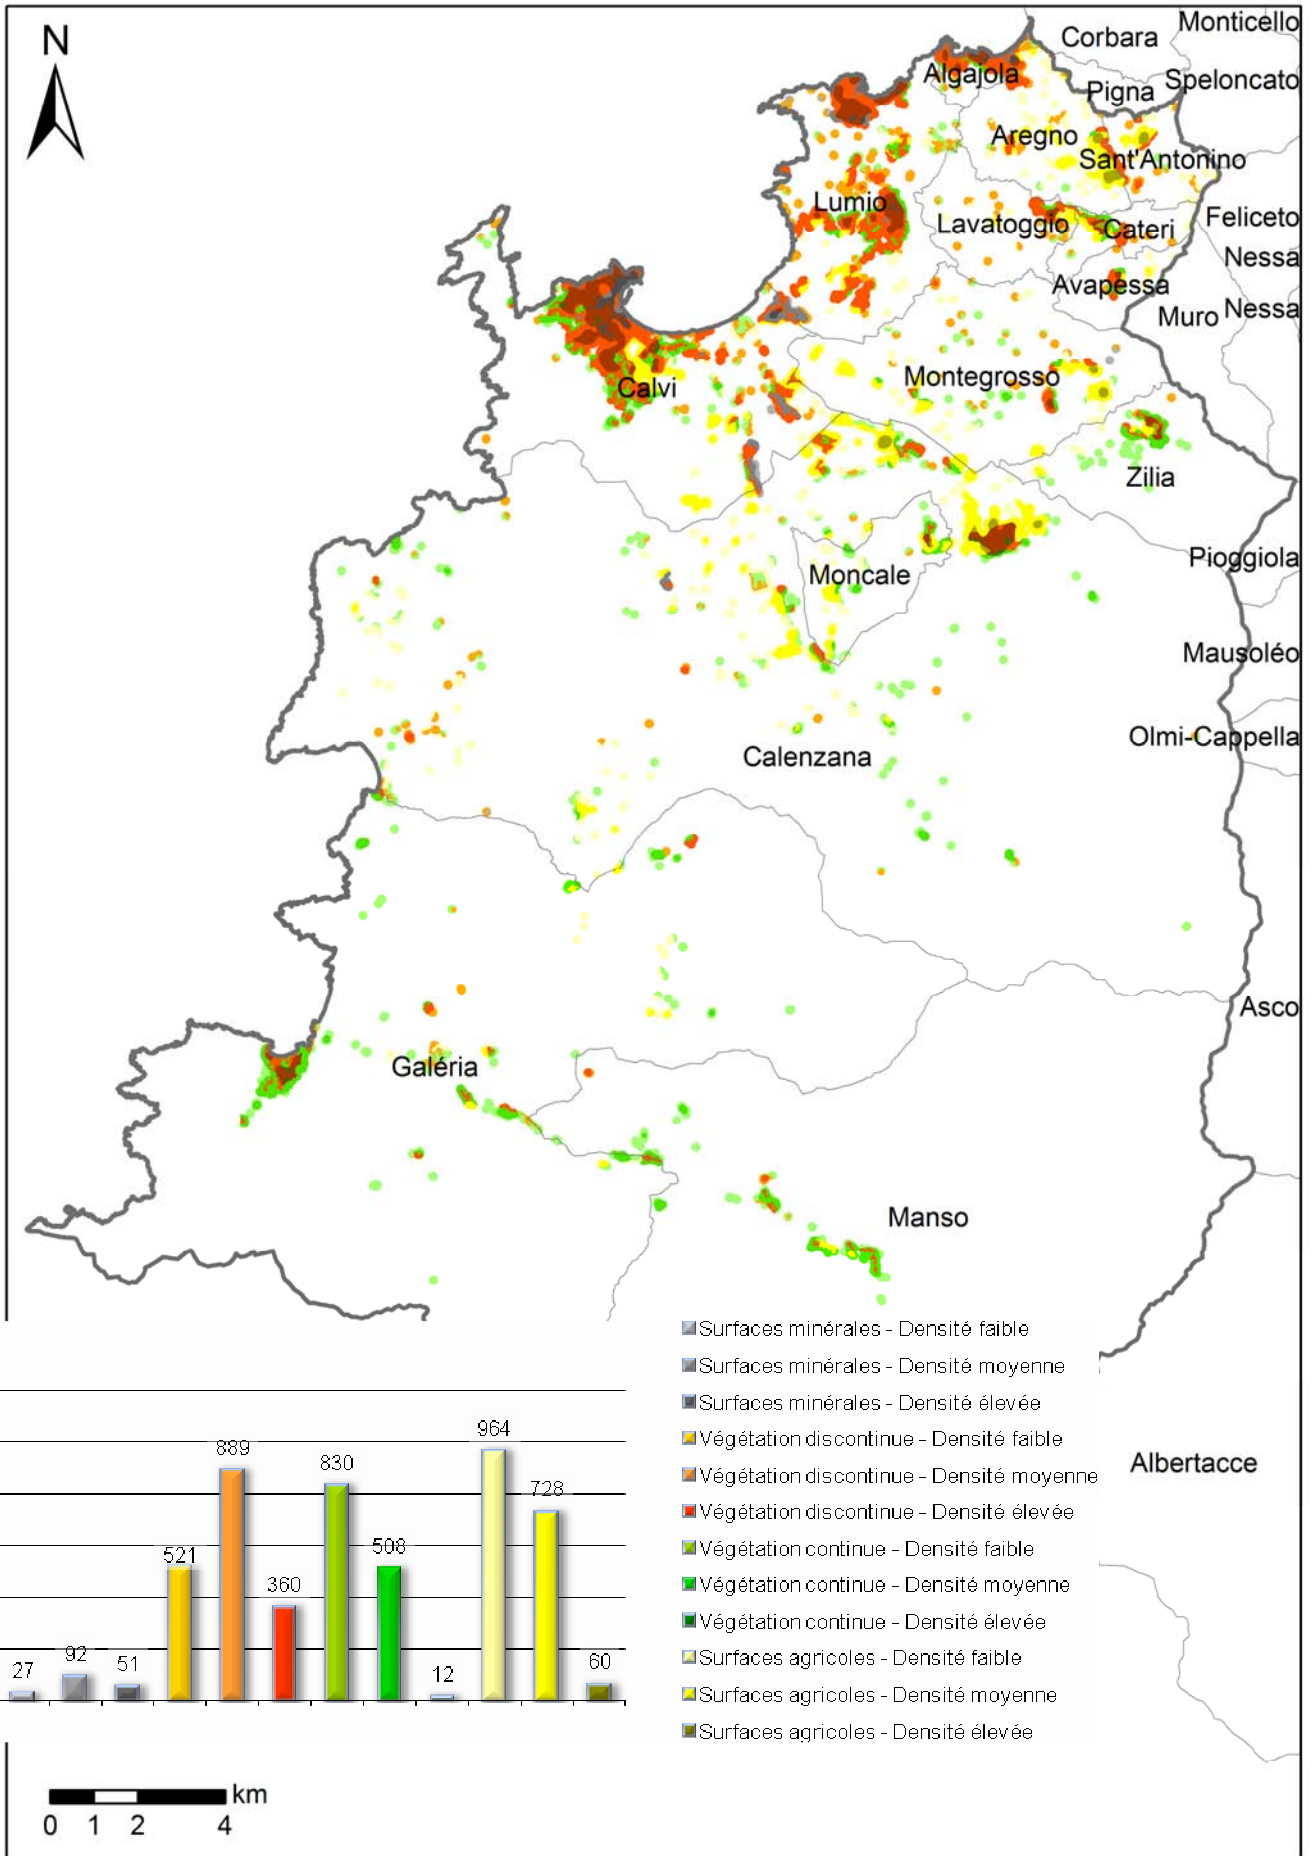 N
Monticello
Corbara
Algajola
Speloncato
Pigna
Aregno
Sant'Antonino
Lumio
Lavatoggio
Cateri
Feliceto
Nessa
Avapessa
Muro
Nessa
Montegrosso
Calvi
Zilia
Pioggiola
Moncale
Mausoléo
Olmi-Cappella
Calenzana
Asco
Galéria
Manso
Albertacce
Surfaces minérales - Densité faible
Surfaces minérales - Densité moyenne
Surfaces minérales - Densité élevée
Végétation discontinue - Densité faible
Végétation discontinue - Densité moyenne
Végétation discontinue - Densité élevée
Végétation continue - Densité faible
Végétation continue - Densité moyenne
Végétation continue - Densité élevée
Surfaces agricoles - Densité faible
Surfaces agricoles - Densité moyenne
Surfaces agricoles - Densité élevée
27
92
51
521
889
360
830
508
12
964
728
60
km
0 1 2 4